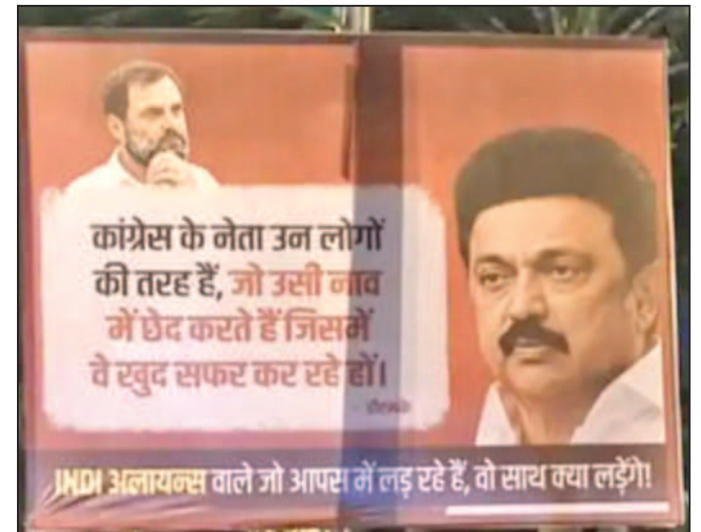 कांग्रेस के नेता उन लोगों
की तरह हैं, जो उसी नाव
में छेद करते हैं जिसमें
वे खुद सफर कर रहे हों।
INDI अलायन्स वाले जो आपस में लड़ रहे हैं, वो साथ क्या लड़ेंगे!